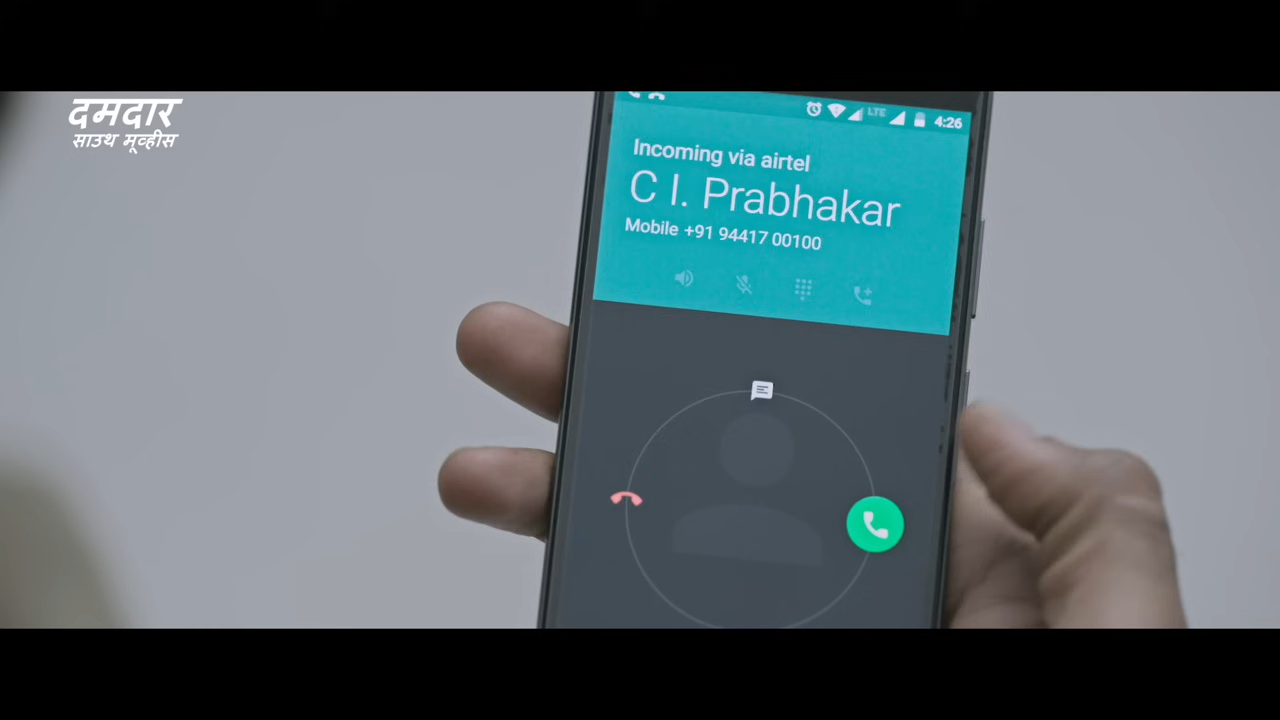 दमदार
साउथ मूव्हीस
LTE
4:26
Incoming via airtel
C I. Prabhakar
Mobile +91 94417 00100